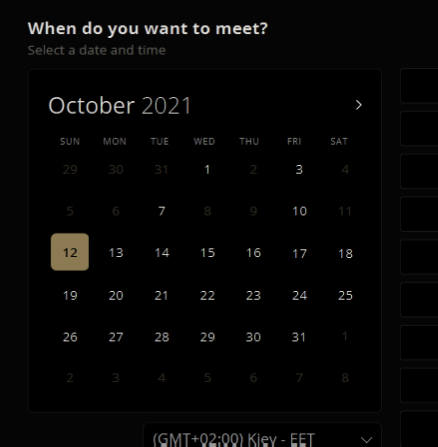 When do you want to meet?
Select a date and time
October 2021
SUN MON TUE WED THU FRI SAT
29 30 31 1 2 3 4
5 6 7 8 9 10 11
12 13 14 15 16 17 18
19 20 21 22 23 24 25
26 27 28 29 30 31 1
2 3 4 5 6 7 8
(GMT+02:00) Kiev - EET